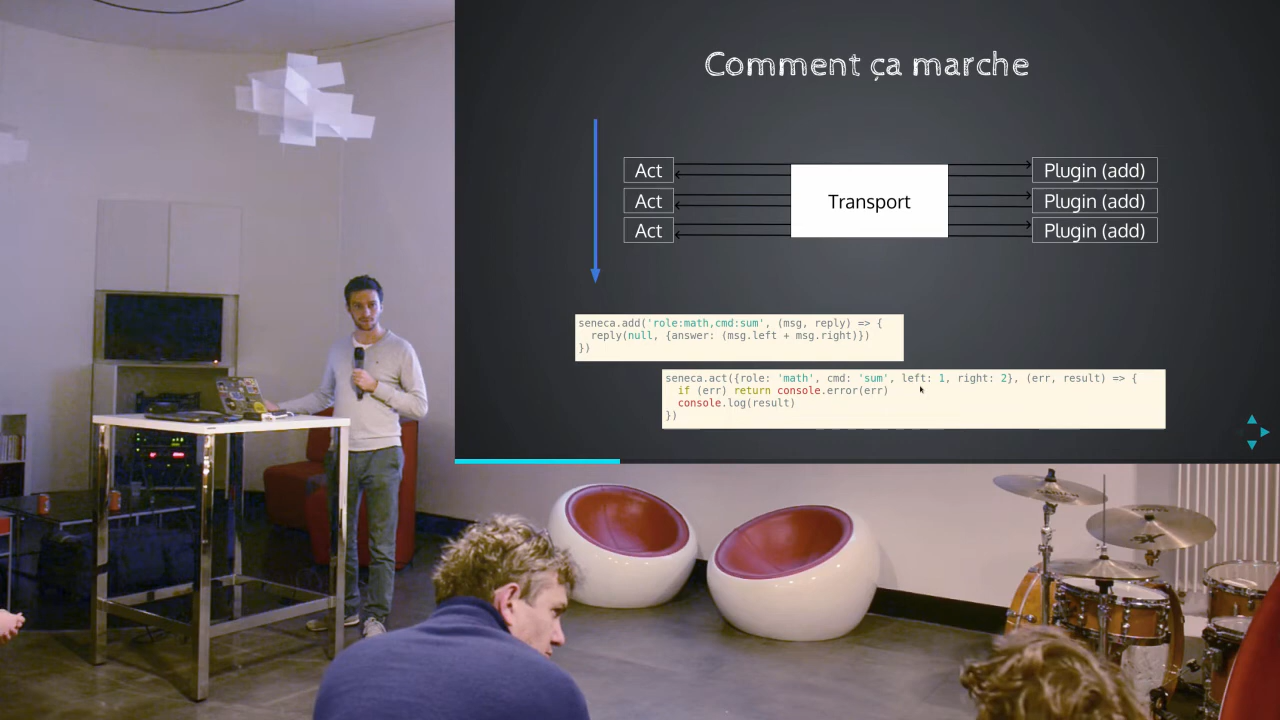 Comment ça marche
Act
Transport
Plugin (add)
Act
Plugin (add)
Act
Plugin (add)
seneca.add('role:math,cmd:sum', (msg, reply) => {
  reply(null, {answer: (msg.left + msg.right)})
})
seneca.act({role: 'math', cmd: 'sum', left: 1, right: 2}, (err, result) => {
  if (err) return console.error(err)
  console.log(result)
})